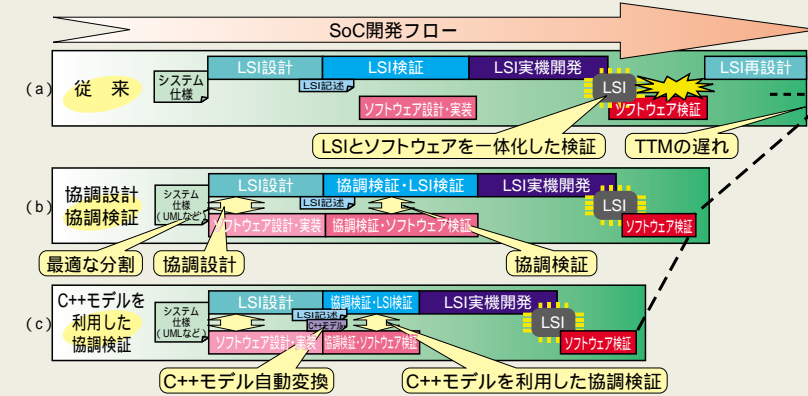 SoC開発フロー
(a)
従 来
システム
仕様
LSI設計
LSI検証
LSI実機開発
LSI
LSI再設計
LSI記述
ソフトウェア設計・実装
ソフトウェア検証
LSIとソフトウェアを一体化した検証
TTMの遅れ
(b)
協調設計
協調検証
システム
仕様
(UMLなど)
LSI設計
協調検証・LSI検証
LSI実機開発
LSI
LSI記述
ソフトウェア設計・実装
協調検証・ソフトウェア検証
ソフトウェア検証
最適な分割
協調設計
協調検証
(c)
C++モデルを
利用した
協調検証
システム
仕様
(UMLなど)
LSI設計
協調検証・LSI検証
LSI実機開発
LSI
LSI記述
C++モデル
ソフトウェア設計・実装
協調検証・ソフトウェア検証
ソフトウェア検証
C++モデル自動変換
C++モデルを利用した協調検証